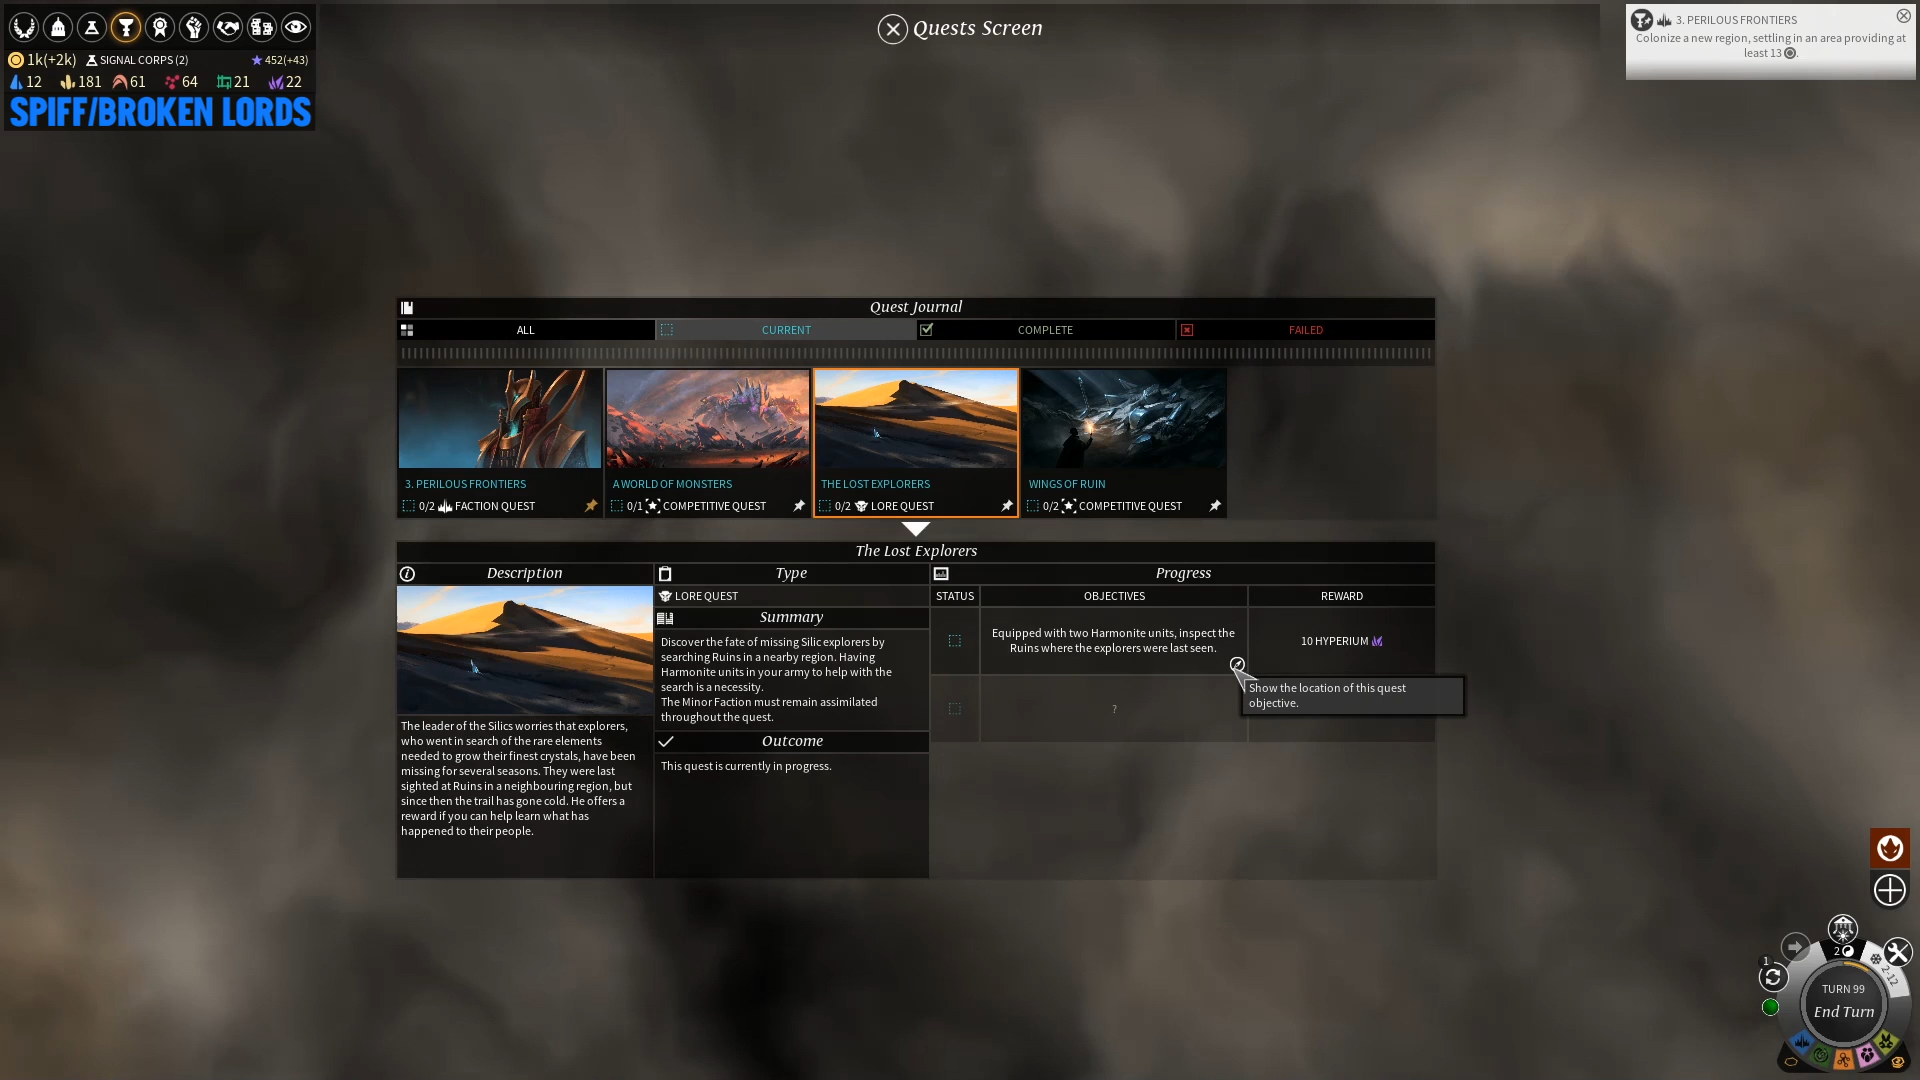 Quests Screen
1k(+2k) SIGNAL CORPS (2) 452(+43)
12 181 61 64 21 22
SPIFF/BROKEN LORDS
3. PERILOUS FRONTIERS
Colonize a new region, settling in an area providing at
least 13 .
Quest Journal
ALL CURRENT COMPLETE FAILED
3. PERILOUS FRONTIERS
0/2 FACTION QUEST
A WORLD OF MONSTERS
0/1 COMPETITIVE QUEST
THE LOST EXPLORERS
0/2 LORE QUEST
WINGS OF RUIN
0/2 COMPETITIVE QUEST
The Lost Explorers
Description
The leader of the Silics worries that explorers,
who went in search of the rare elements
needed to grow their finest crystals, have been
missing for several seasons. They were last
sighted at Ruins in a neighbouring region, but
since then the trail has gone cold. He offers a
reward if you can help learn what has
happened to their people.
Type
LORE QUEST
Summary
Discover the fate of missing Silic explorers by
searching Ruins in a nearby region. Having
Harmonite units in your army to help with the
search is a necessity.
The Minor Faction must remain assimilated
throughout the quest.
Outcome
This quest is currently in progress.
Progress
STATUS OBJECTIVES REWARD
Equipped with two Harmonite units, inspect the
Ruins where the explorers were last seen.
10 HYPERIUM
?
Show the location of this quest
objective.
2
1
2-12
TURN 99
End Turn